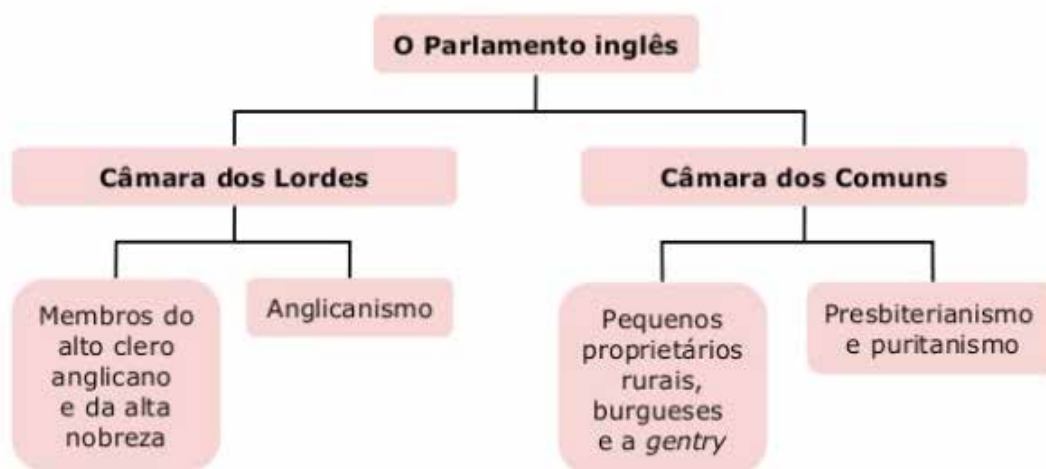 O Parlamento inglês
Câmara dos Lordes
Câmara dos Comuns
Membros do
alto clero
anglicano
e da alta
nobreza
Anglicanismo
Pequenos
proprietários
rurais,
burgueses
e a gentry
Presbiterianismo
e puritanismo